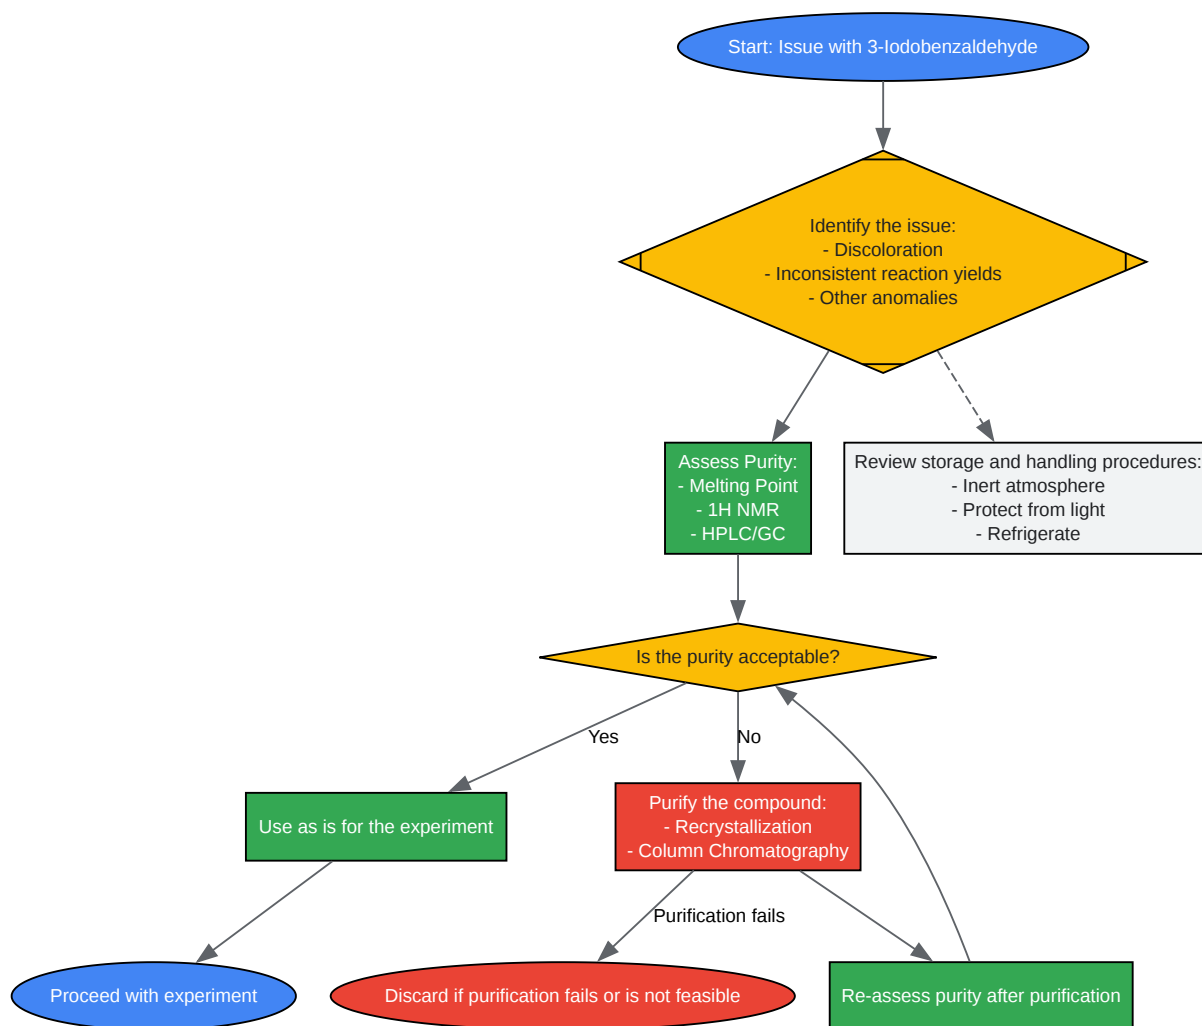 Start: Issue with 3-Iodobenzaldehyde
Identify the issue:
- Discoloration
- Inconsistent reaction yields
- Other anomalies
Assess Purity:
- Melting Point
- 1H NMR
- HPLC/GC
Review storage and handling procedures:
- Inert atmosphere
- Protect from light
- Refrigerate
Is the purity acceptable?
Yes
No
Use as is for the experiment
Purify the compound:
- Recrystallization
- Column Chromatography
Purification fails
Proceed with experiment
Discard if purification fails or is not feasible
Re-assess purity after purification